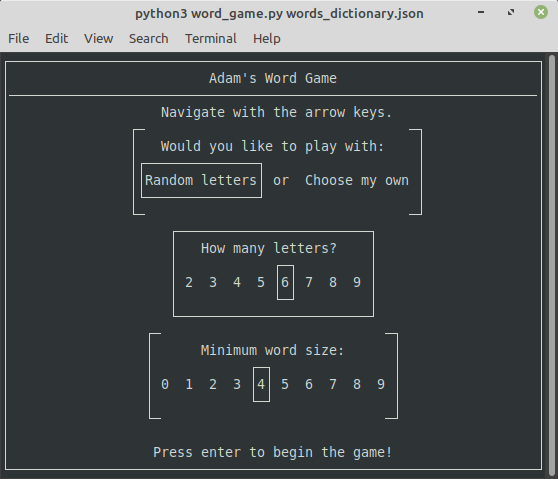 python3 word_game.py words_dictionary.json
File Edit View Search Terminal Help
Adam's Word Game
Navigate with the arrow keys.
Would you like to play with:
Random letters or Choose my own
How many letters?
2 3 4 5 6 7 8 9
Minimum word size:
0 1 2 3 4 5 6 7 8 9
Press enter to begin the game!